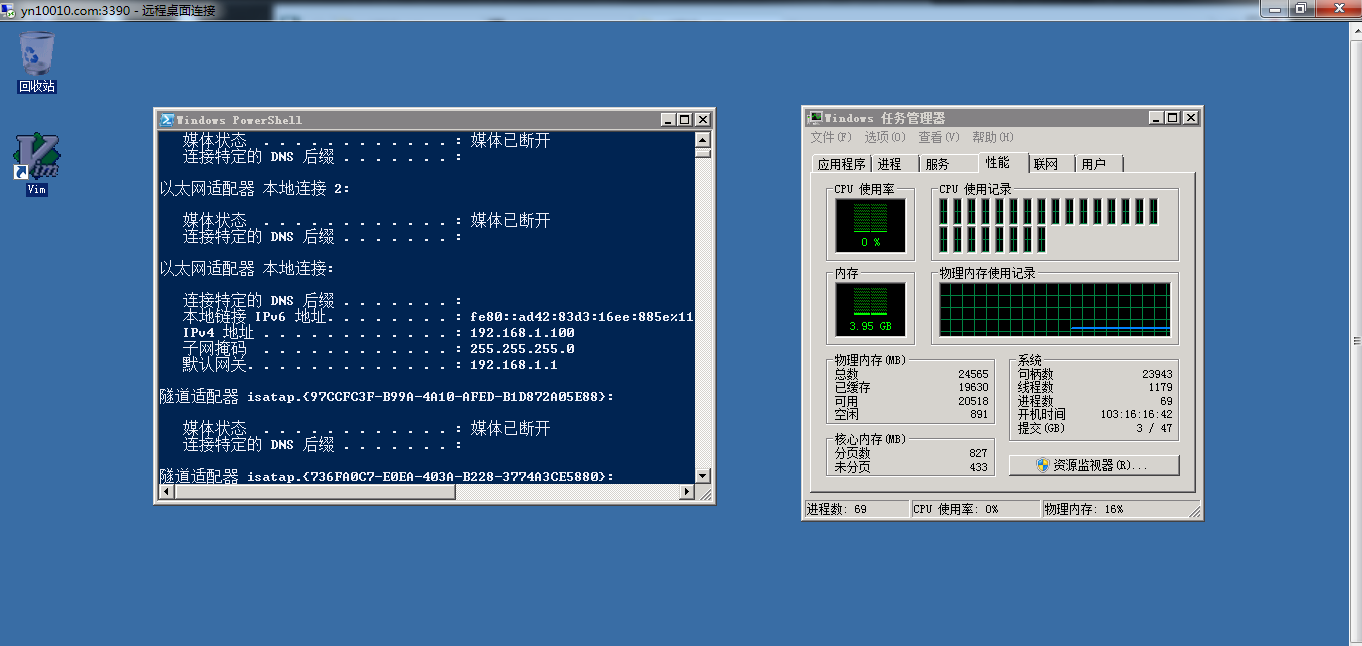 yn10010.com:3390 - 远程桌面连接
回收站
Vim
Windows PowerShell
媒体状态 . . . . . . . . . . . . : 媒体已断开
连接特定的 DNS 后缀 . . . . . . . :
以太网适配器 本地连接 2:
媒体状态 . . . . . . . . . . . . : 媒体已断开
连接特定的 DNS 后缀 . . . . . . . :
以太网适配器 本地连接:
连接特定的 DNS 后缀 . . . . . . . :
本地链接 IPv6 地址. . . . . . . . : fe80::ad42:83d3:16ee:885e%11
IPv4 地址 . . . . . . . . . . . . : 192.168.1.100
子网掩码 . . . . . . . . . . . . : 255.255.255.0
默认网关. . . . . . . . . . . . . : 192.168.1.1
隧道适配器 isatap.{97CCFC3F-B99A-4A10-AFED-B1D872A05E88}:
媒体状态 . . . . . . . . . . . . : 媒体已断开
连接特定的 DNS 后缀 . . . . . . . :
隧道适配器 isatap.{736FA0C7-E0EA-403A-B228-3774A3CE5880}:
Windows 任务管理器
文件(F) 选项(O) 查看(V) 帮助(H)
应用程序 进程 服务 性能 联网 用户
CPU 使用率 CPU 使用记录
0 %
内存 物理内存使用记录
3.95 GB
物理内存(MB)
总数 24565
已缓存 19630
可用 20518
空闲 891
核心内存(MB)
分页数 827
未分页 433
系统
句柄数 23943
线程数 1179
进程数 69
开机时间 103:16:16:42
提交(GB) 3 / 47
资源监视器(R)...
进程数: 69 CPU 使用率: 0% 物理内存: 16%